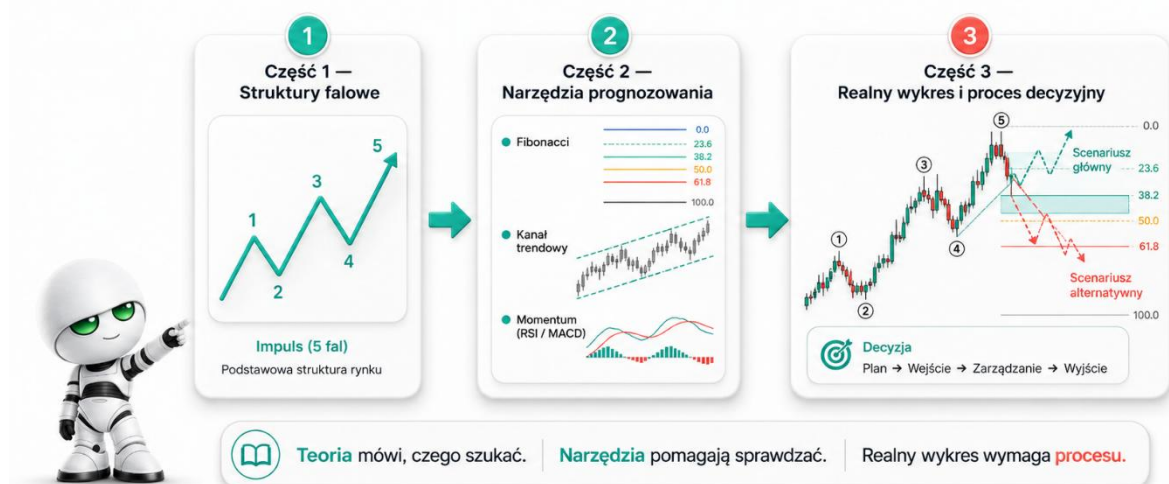 1
Część 1 —
Struktury falowe
1
2
3
4
5
Impuls (5 fal)
Podstawowa struktura rynku
2
Część 2 —
Narzędzia prognozowania
Fibonacci
0.0
23.6
38.2
50.0
61.8
100.0
Kanał
trendowy
Momentum
(RSI / MACD)
3
Część 3 —
Realny wykres i proces decyzyjny
1
2
3
4
5
0.0
23.6
38.2
50.0
61.8
100.0
Scenariusz
główny
Scenariusz
alternatywny
Decyzja
Plan → Wejście → Zarządzanie → Wyjście
Teoria mówi, czego szukać.
Narzędzia pomagają sprawdzać.
Realny wykres wymaga procesu.